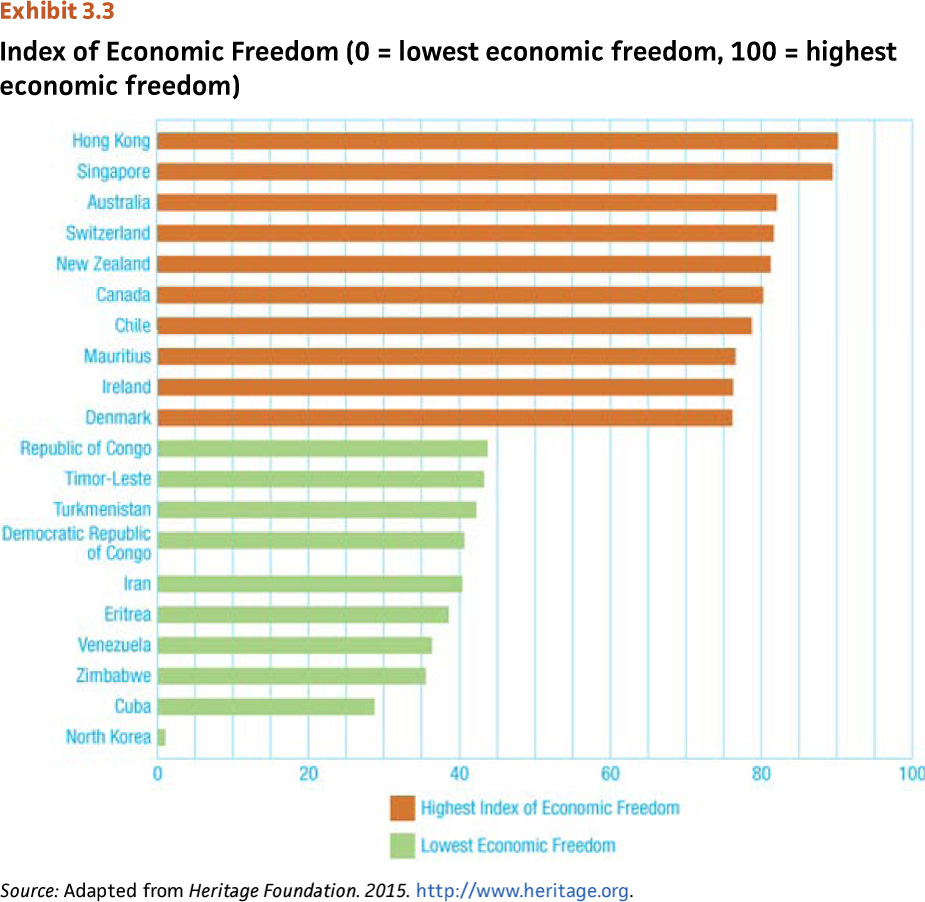 Exhibit 3.3
Index of Economic Freedom (0 = lowest economic freedom, 100 = highest
economic freedom)
Hong Kong
Singapore
Australia
Switzerland
New Zealand
Canada
Chile
Mauritius
Ireland
Denmark
Republic of Congo
Timor-Leste
Turkmenistan
Democratic Republic
of Congo
Iran
Eritrea
Venezuela
Zimbabwe
Cuba
North Korea
0 20 40 60 80 100
Highest Index of Economic Freedom
Lowest Economic Freedom
Source: Adapted from Heritage Foundation. 2015. http://www.heritage.org.